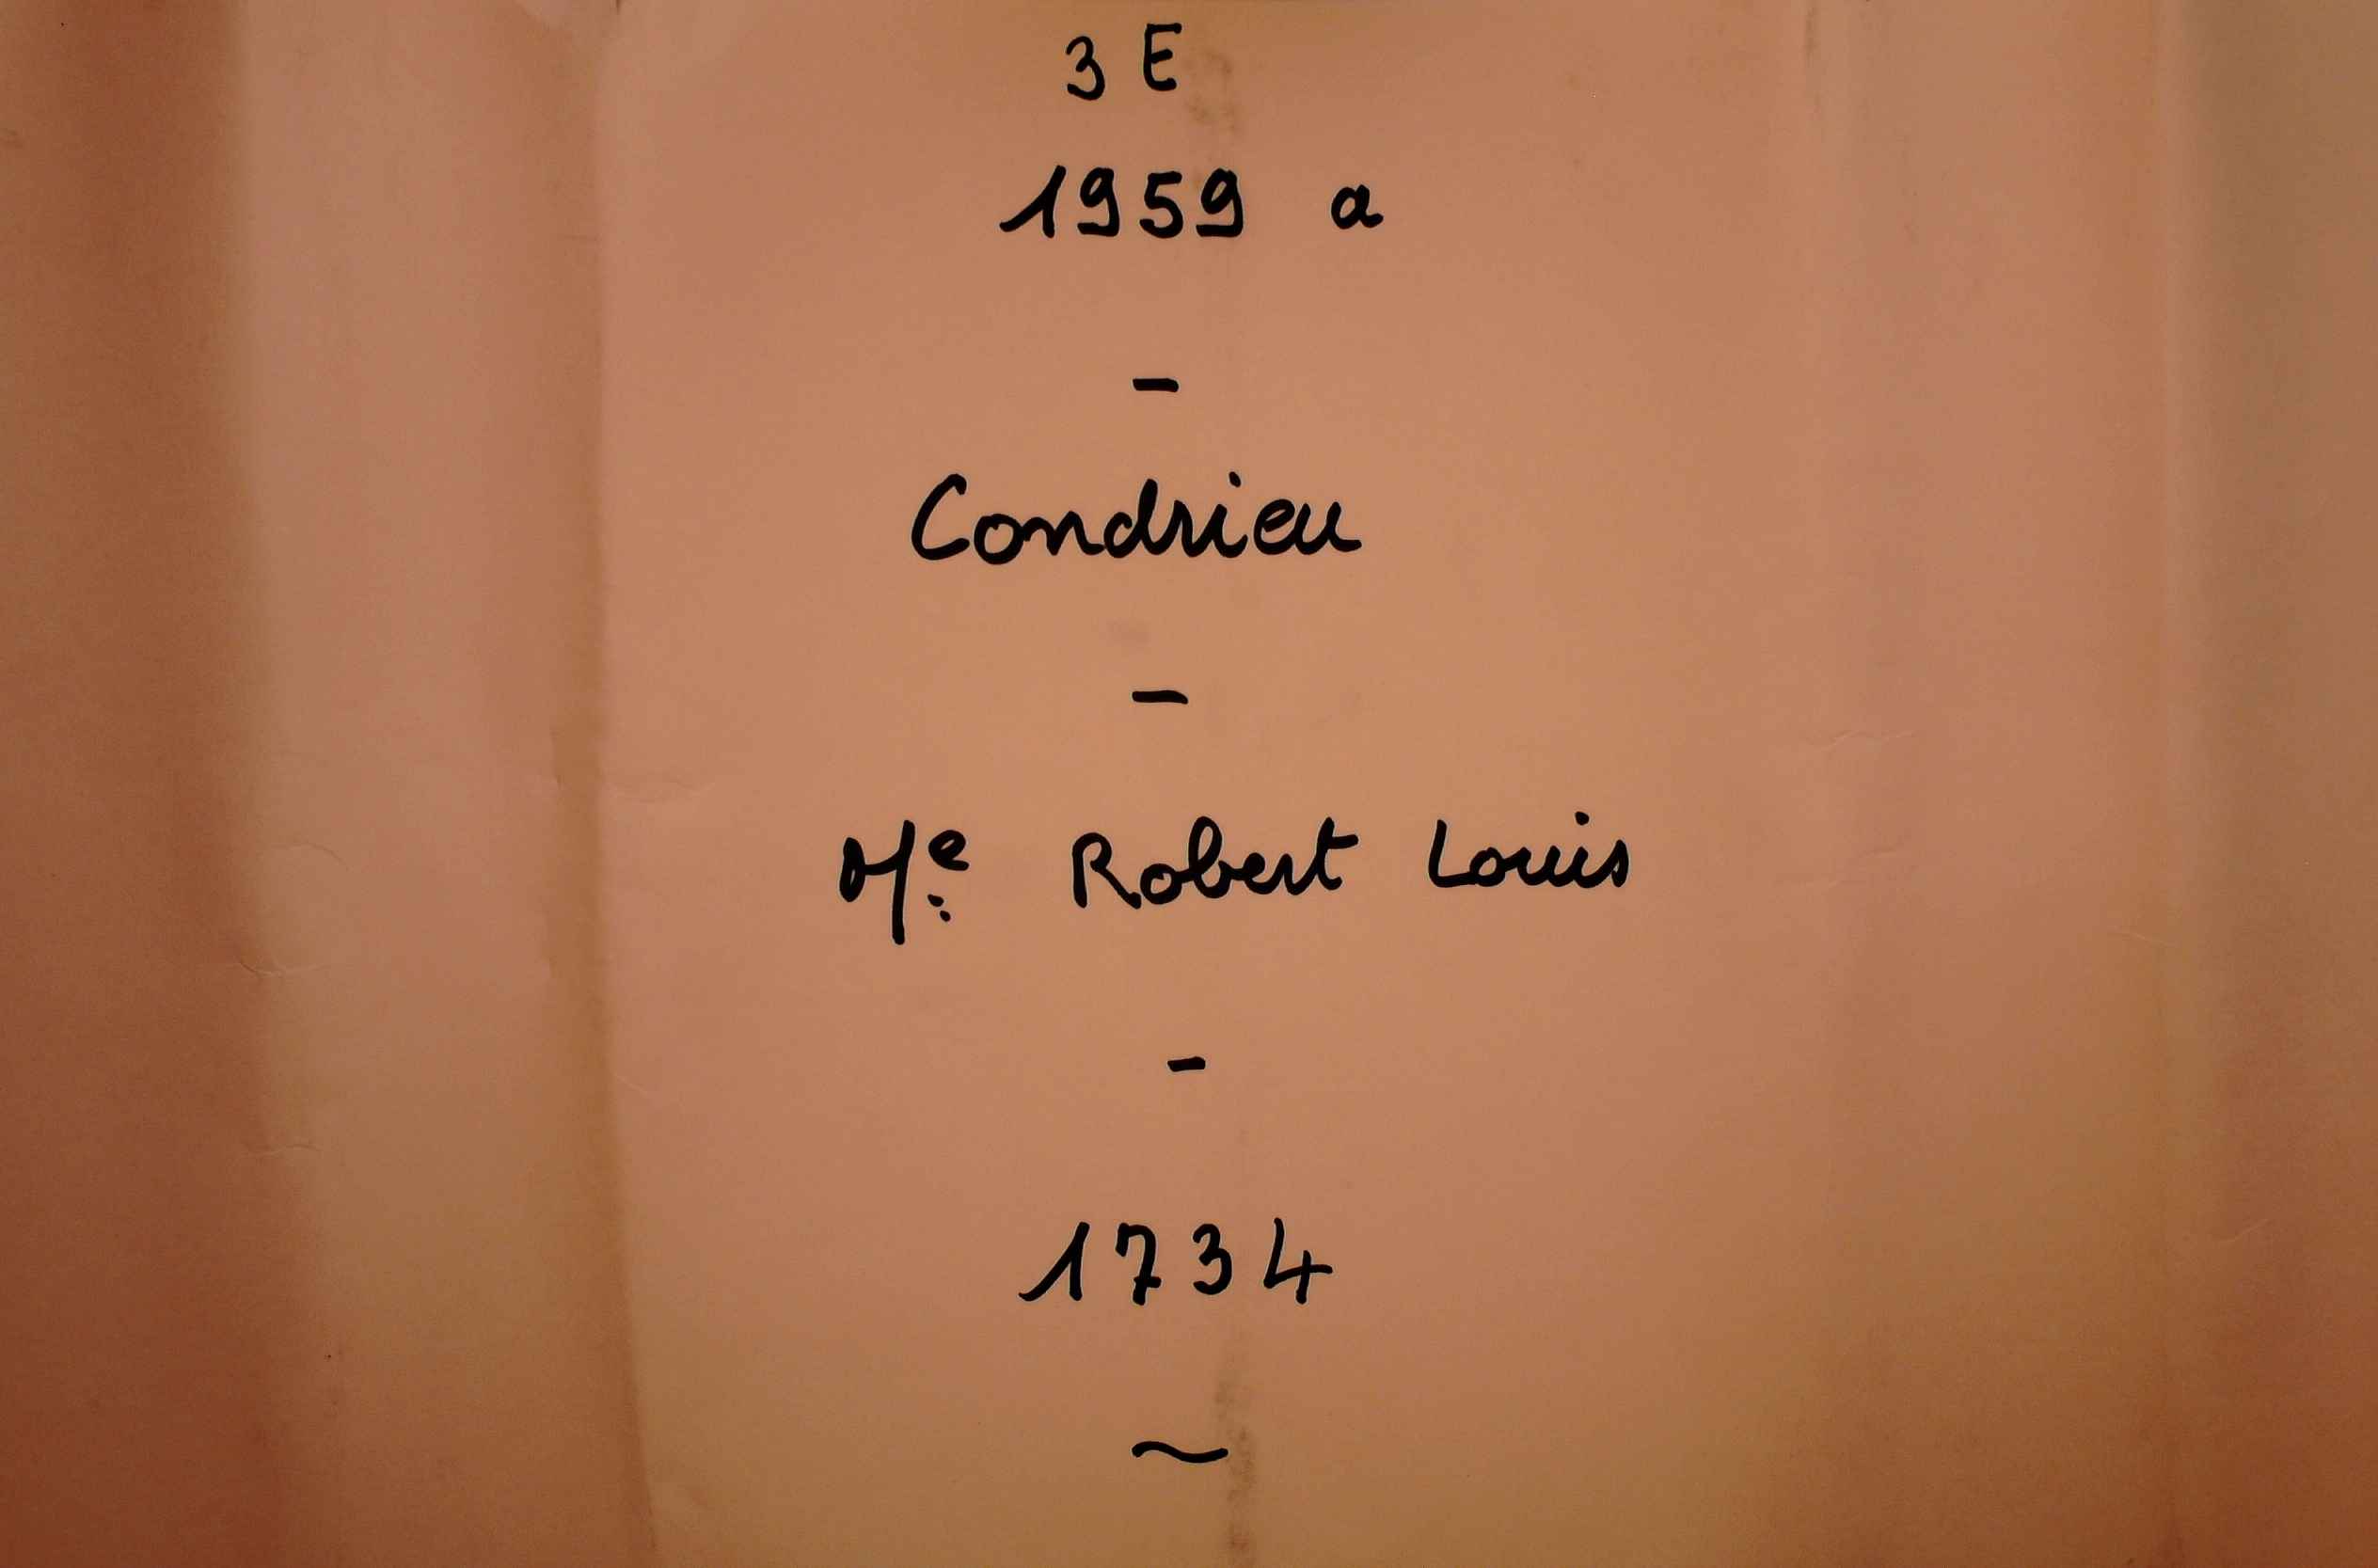 3 E
1959 a
-
Condrieu
-
Me Robert Louis
-
1734
~